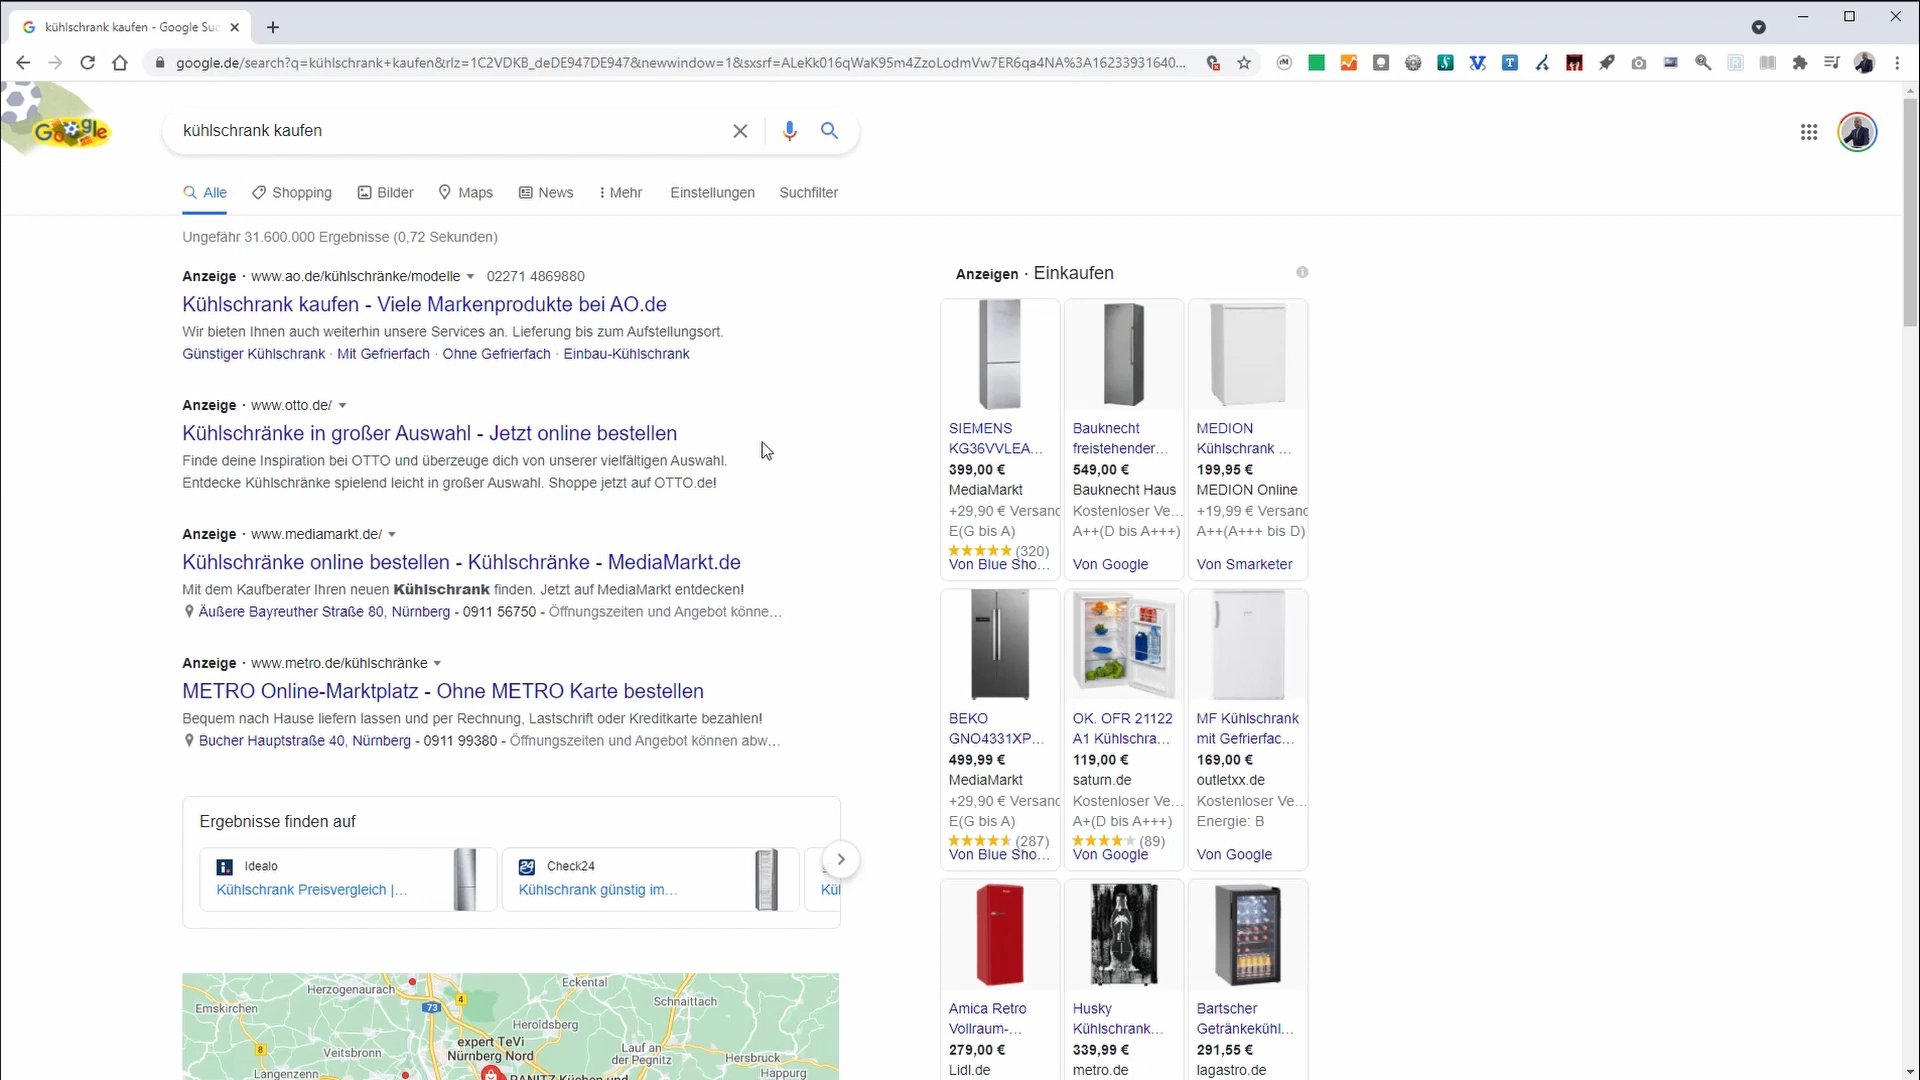 kühlschrank kaufen - Google Suc
google.de/search?q=kühlschrank+kaufen&rlz=1C2VDKB_deDE947DE947&newwindow=1&sxsrf=ALeKk016qWaK95m4ZzoLodmVw7ER6qa4NA%3A16233931640...
Google
kühlschrank kaufen
Alle Shopping Bilder Maps News Mehr Einstellungen Suchfilter
Ungefähr 31.600.000 Ergebnisse (0,72 Sekunden)
Anzeige · www.ao.de/kühlschränke/modelle 02271 4869880
Kühlschrank kaufen - Viele Markenprodukte bei AO.de
Wir bieten Ihnen auch weiterhin unsere Services an. Lieferung bis zum Aufstellungsort.
Günstiger Kühlschrank · Mit Gefrierfach · Ohne Gefrierfach · Einbau-Kühlschrank
Anzeige · www.otto.de/
Kühlschränke in großer Auswahl - Jetzt online bestellen
Finde deine Inspiration bei OTTO und überzeuge dich von unserer vielfältigen Auswahl.
Entdecke Kühlschränke spielend leicht in großer Auswahl. Shoppe jetzt auf OTTO.de!
Anzeige · www.mediamarkt.de/
Kühlschränke online bestellen - Kühlschränke - MediaMarkt.de
Mit dem Kaufberater Ihren neuen Kühlschrank finden. Jetzt auf MediaMarkt entdecken!
Äußere Bayreuther Straße 80, Nürnberg - 0911 56750 - Öffnungszeiten und Angebot könne...
Anzeige · www.metro.de/kühlschränke
METRO Online-Marktplatz - Ohne METRO Karte bestellen
Bequem nach Hause liefern lassen und per Rechnung, Lastschrift oder Kreditkarte bezahlen!
Bucher Hauptstraße 40, Nürnberg - 0911 99380 - Öffnungszeiten und Angebot können abw...
Ergebnisse finden auf
Idealo
Kühlschrank Preisvergleich |...
Check24
Kühlschrank günstig im...
Kül
Herzogenaurach
Eckental
Emskirchen
73
4
Schnaittach
Heroldsberg
expert TeVi
Nürnberg Nord
8
Veitsbronn
Lauf an
der Pegnitz
Hersbruck
Langenzenn
RANITZ Küchen und
Happurg
Anzeigen · Einkaufen
SIEMENS
KG36VVLEA...
399,00 €
MediaMarkt
+29,90 € Versand
E(G bis A)
(320)
Von Blue Sho...
Bauknecht
freistehender...
549,00 €
Bauknecht Haus
Kostenloser Ve...
A++(D bis A+++)
Von Google
MEDION
Kühlschrank ...
199,95 €
MEDION Online
+19,99 € Versand
A++(A+++ bis D)
Von Smarketer
BEKO
GNO4331XP...
499,99 €
MediaMarkt
+29,90 € Versand
E(G bis A)
(287)
Von Blue Sho...
OK. OFR 21122
A1 Kühlschra...
119,00 €
saturn.de
Kostenloser Ve...
A+(D bis A+++)
(89)
Von Google
MF Kühlschrank
mit Gefrierfac...
169,00 €
outletxx.de
Kostenloser Ve...
Energie: B
Von Google
Amica Retro
Vollraum-...
279,00 €
Lidl.de
Husky
Kühlschrank...
339,99 €
metro.de
Bartscher
Getränkekühl...
291,55 €
lagastro.de